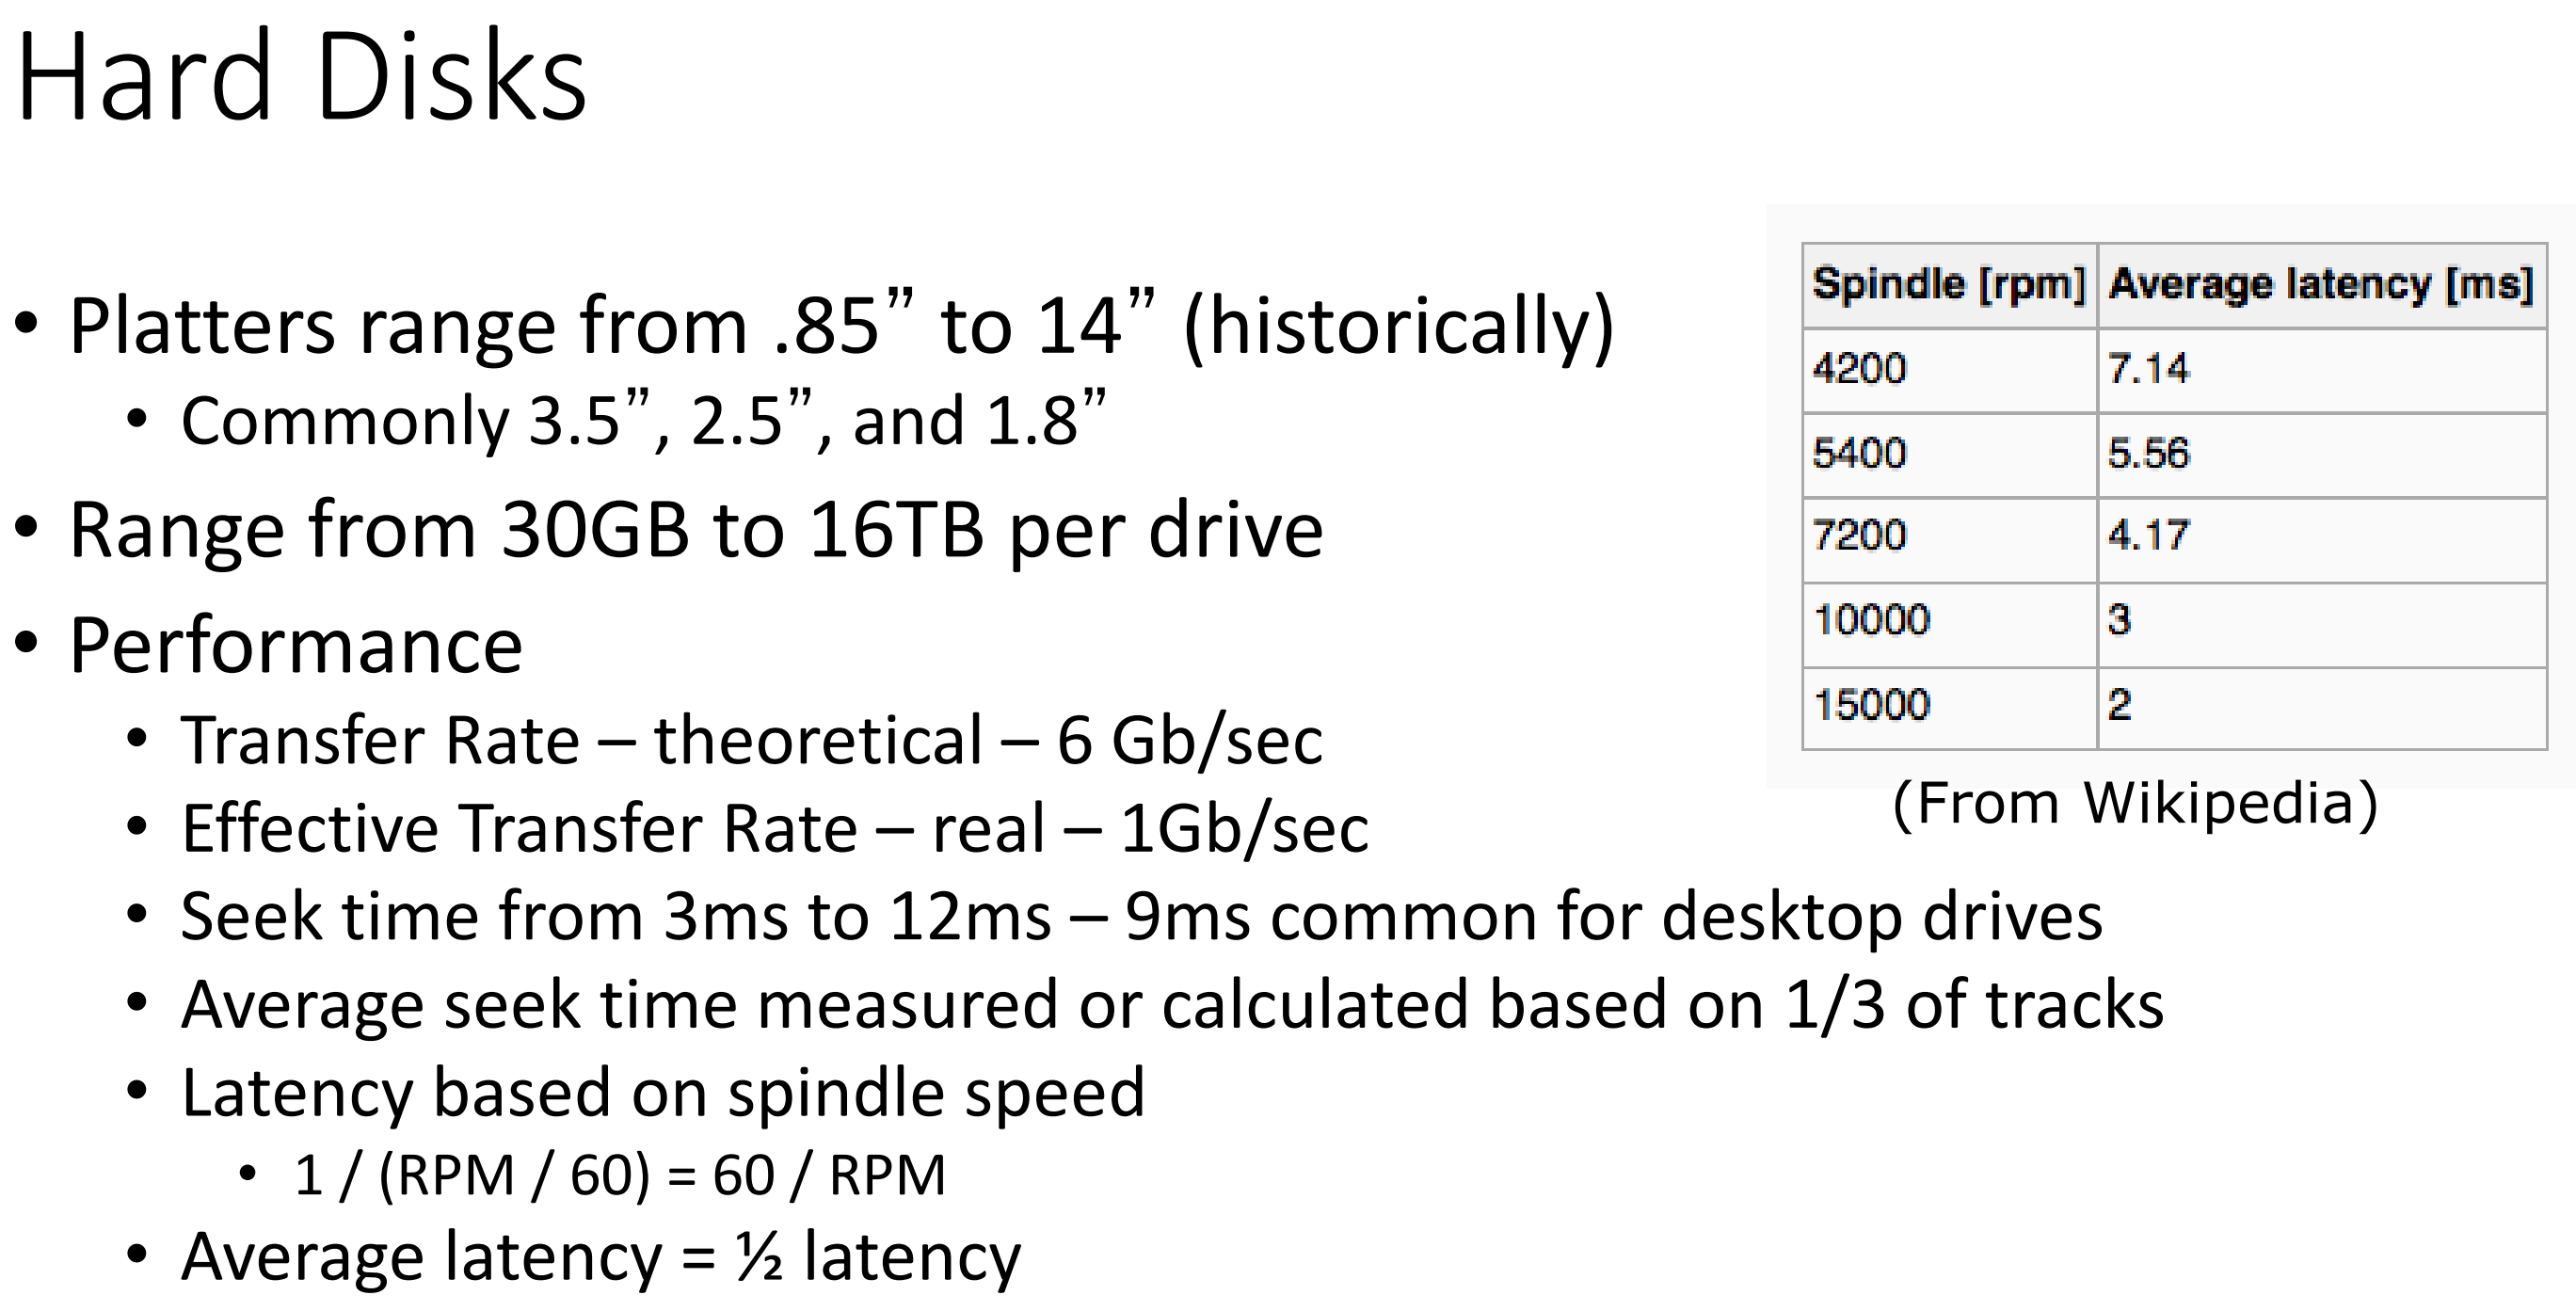 Hard Disks
• Platters range from .85” to 14” (historically)
• Commonly 3.5”, 2.5”, and 1.8”
• Range from 30GB to 16TB per drive
• Performance
• Transfer Rate – theoretical – 6 Gb/sec
• Effective Transfer Rate – real – 1Gb/sec
• Seek time from 3ms to 12ms – 9ms common for desktop drives
• Average seek time measured or calculated based on 1/3 of tracks
• Latency based on spindle speed
• 1 / (RPM / 60) = 60 / RPM
• Average latency = ½ latency
Spindle [rpm] Average latency [ms]
4200 7.14
5400 5.56
7200 4.17
10000 3
15000 2
(From Wikipedia)